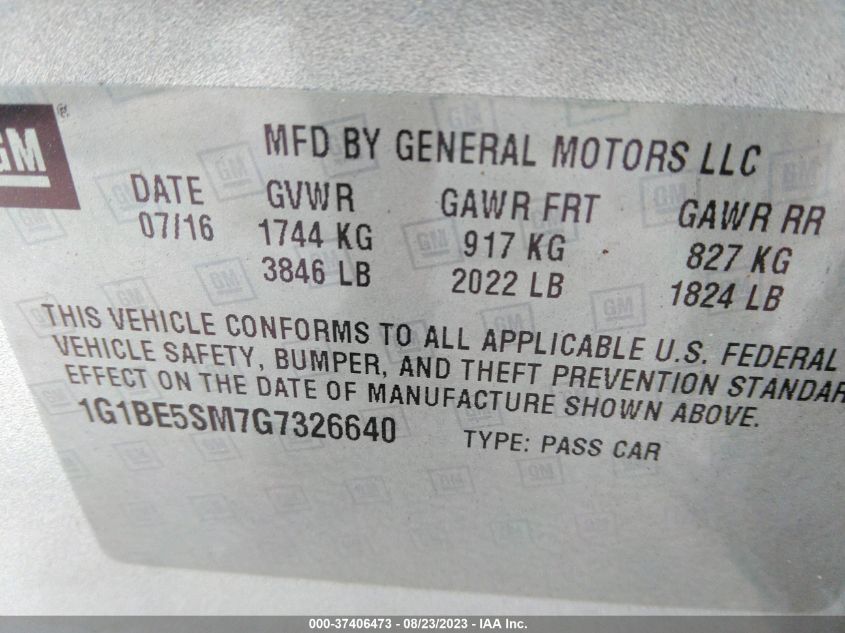 GM ®
MFD BY GENERAL MOTORS LLC
DATE GVWR GAWR FRT GAWR RR
07/16 1744 KG 917 KG 827 KG
3846 LB 2022 LB 1824 LB
THIS VEHICLE CONFORMS TO ALL APPLICABLE U.S. FEDERAL
VEHICLE SAFETY, BUMPER, AND THEFT PREVENTION STANDAR
EFFECT ON THE DATE OF MANUFACTURE SHOWN ABOVE.
1G1BE5SM7G7326640 TYPE: PASS CAR
000-37406473 - 08/23/2023 - IAA Inc.